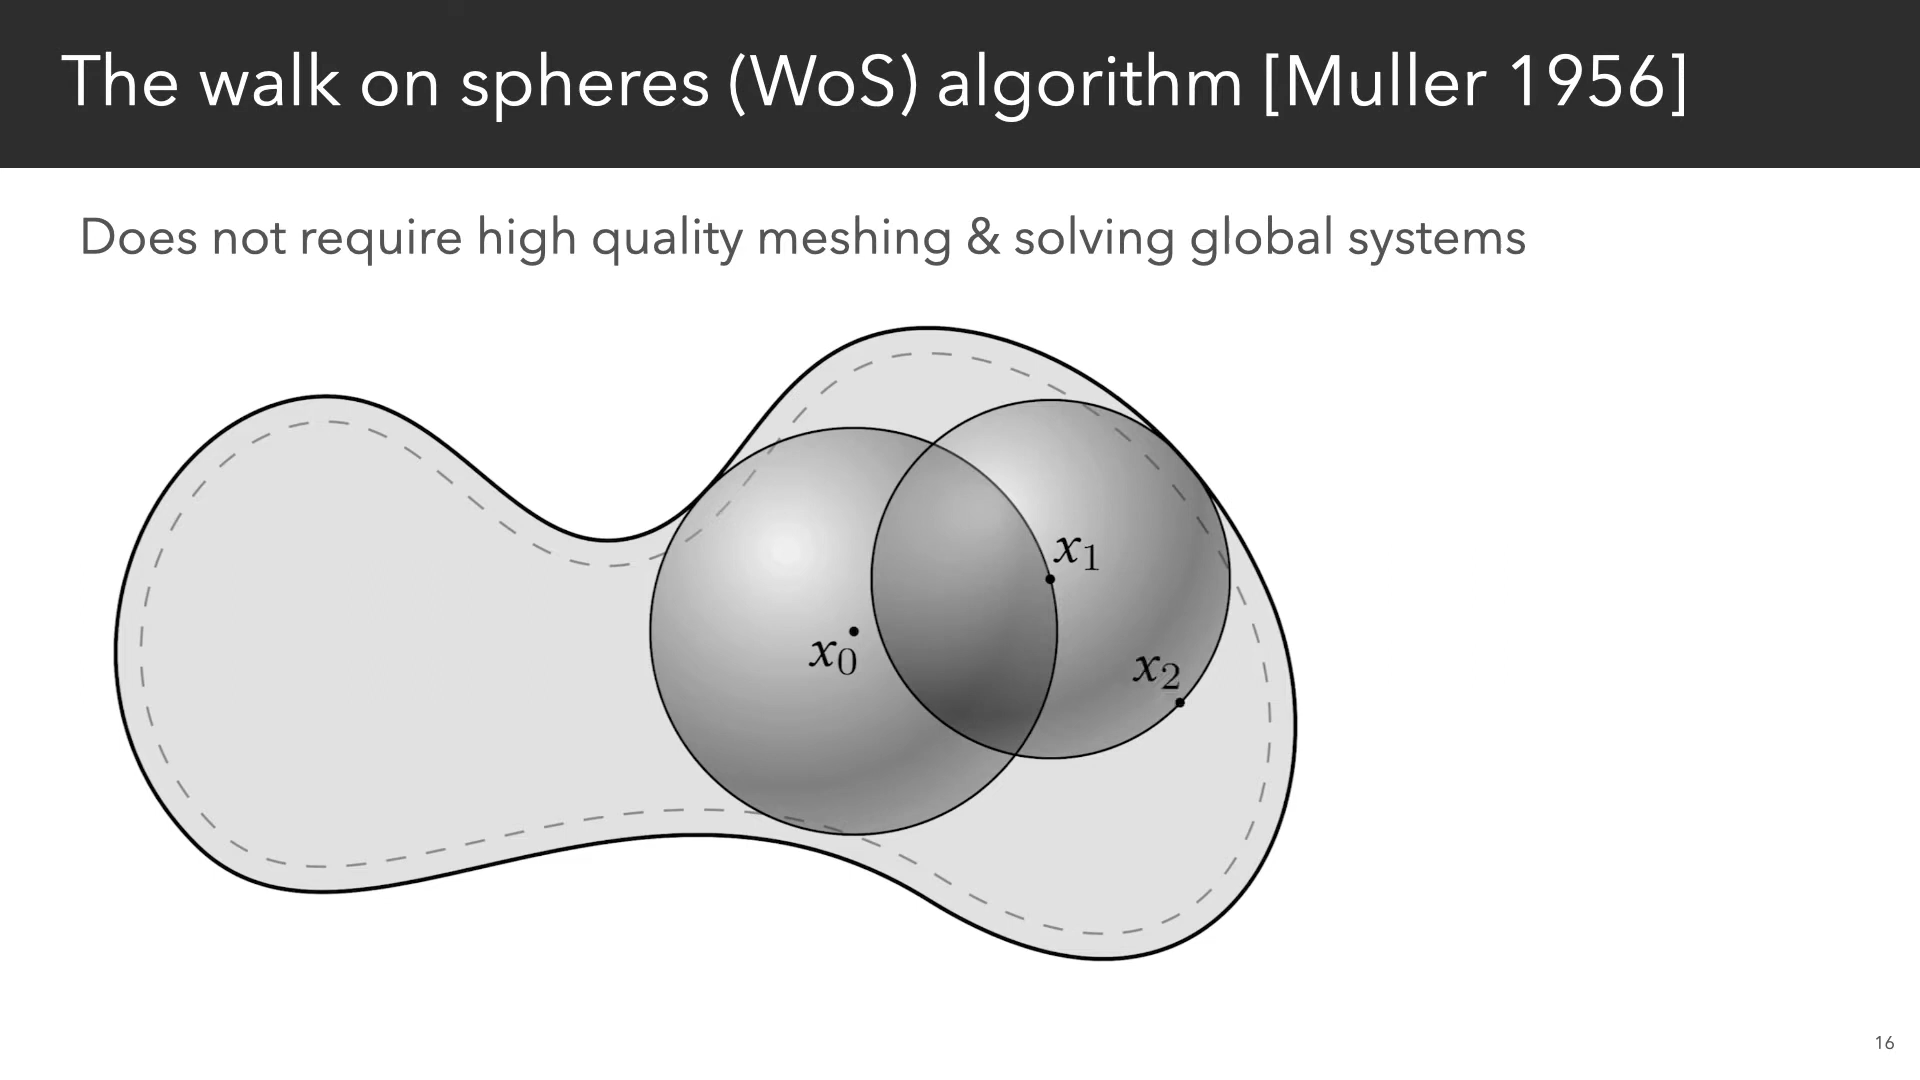 The walk on spheres (WoS) algorithm [Muller 1956]
Does not require high quality meshing & solving global systems
x₁
x₀
x₂
16